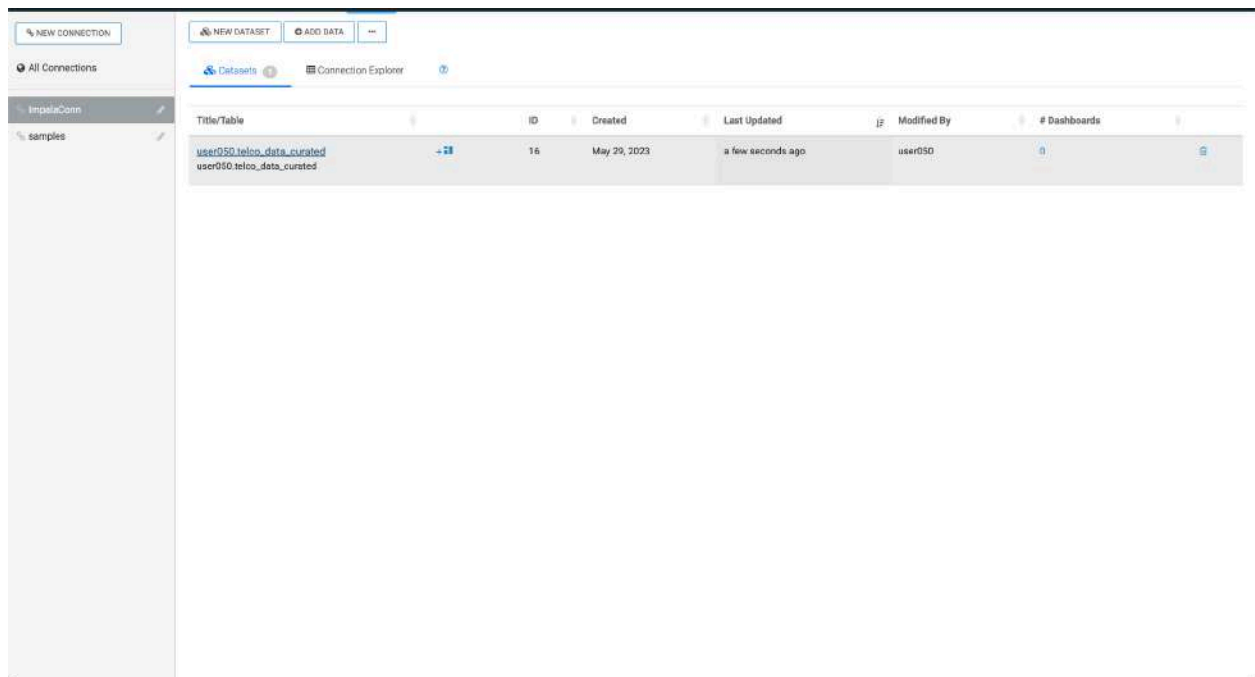 NEW CONNECTION
All Connections
ImpalaConn
samples
NEW DATASET ADD DATA ...
Datasets 1 Connection Explorer
Title/Table ID Created Last Updated Modified By # Dashboards
user050.telco_data_curated 16 May 29, 2023 a few seconds ago user050 0
user050.telco_data_curated